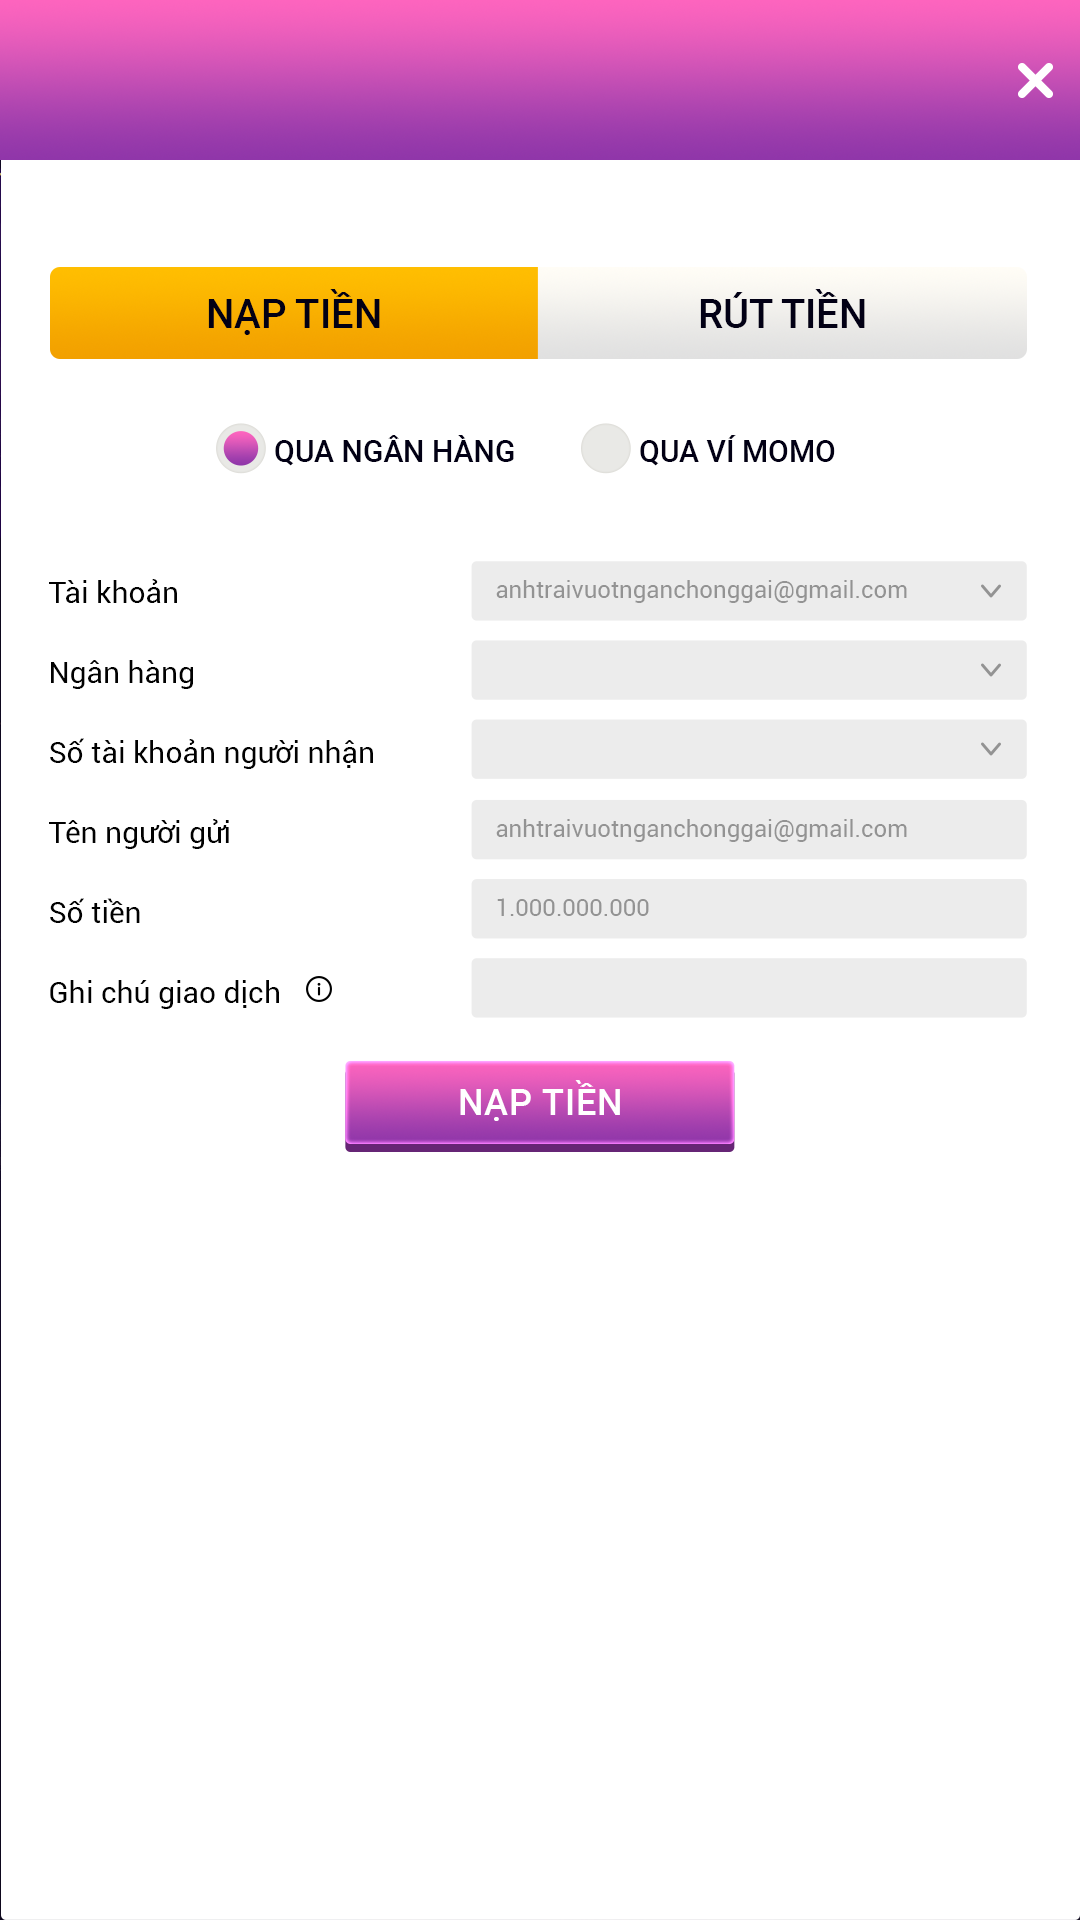 NẠP TIỀN RÚT TIỀN
QUA NGÂN HÀNG QUA VÍ MOMO
Tài khoản anhtraivuotnganchonggai@gmail.com
Ngân hàng
Số tài khoản người nhận
Tên người gửi anhtraivuotnganchonggai@gmail.com
Số tiền 1.000.000.000
Ghi chú giao dịch
NẠP TIỀN